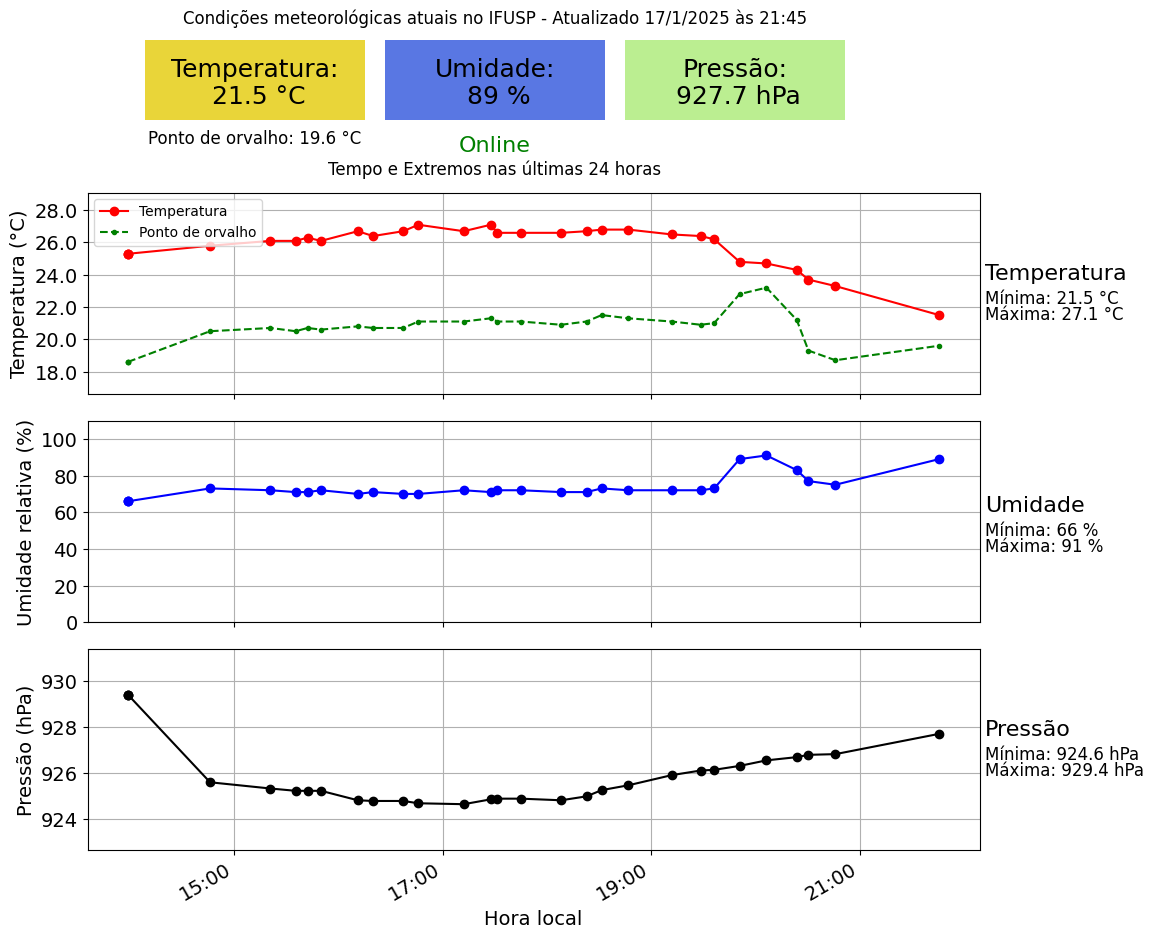 Condições meteorológicas atuais no IFUSP - Atualizado 17/1/2025 às 21:45
Temperatura:
21.5 °C
Umidade:
89 %
Pressão:
927.7 hPa
Ponto de orvalho: 19.6 °C
Online
Tempo e Extremos nas últimas 24 horas
Temperatura (°C)
28.0
26.0
24.0
22.0
20.0
18.0
Temperatura
Ponto de orvalho
Temperatura
Mínima: 21.5 °C
Máxima: 27.1 °C
Umidade relativa (%)
100
80
60
40
20
0
Umidade
Mínima: 66 %
Máxima: 91 %
Pressão (hPa)
930
928
926
924
Pressão
Mínima: 924.6 hPa
Máxima: 929.4 hPa
15:00
17:00
19:00
21:00
Hora local